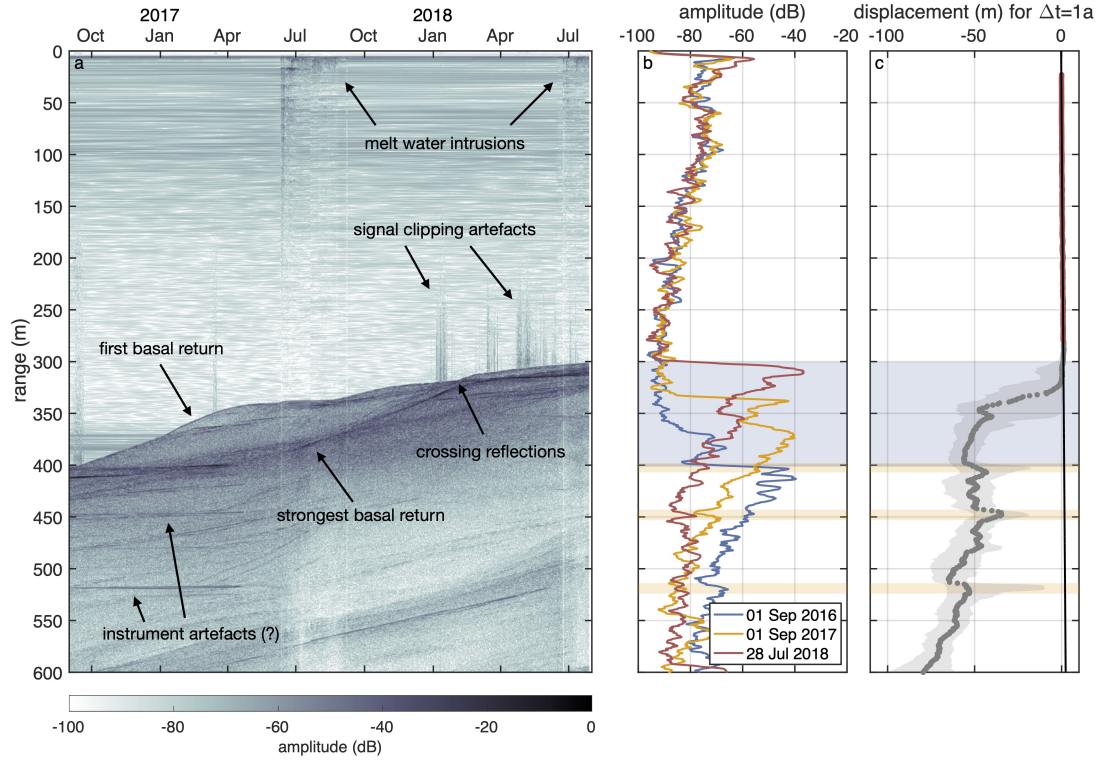 2017 2018 amplitude (dB) displacement (m) for Δt=1a
Oct Jan Apr Jul Oct Jan Apr Jul -100 -80 -60 -40 -20 -100 -50 0
a b c
range (m)
0
50
100
150
200
250
300
350
400
450
500
550
600
melt water intrusions
signal clipping artefacts
first basal return
crossing reflections
strongest basal return
instrument artefacts (?)
01 Sep 2016
01 Sep 2017
28 Jul 2018
-100 -80 -60 -40 -20 0
amplitude (dB)